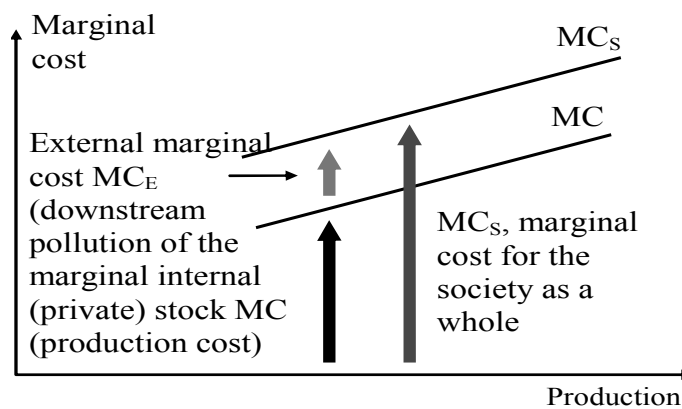 Marginal
cost
MCS
MC
External marginal
cost MCE
(downstream
pollution of the
marginal internal
(private) stock MC
(production cost)
MCS, marginal
cost for the
society as a
whole
Production